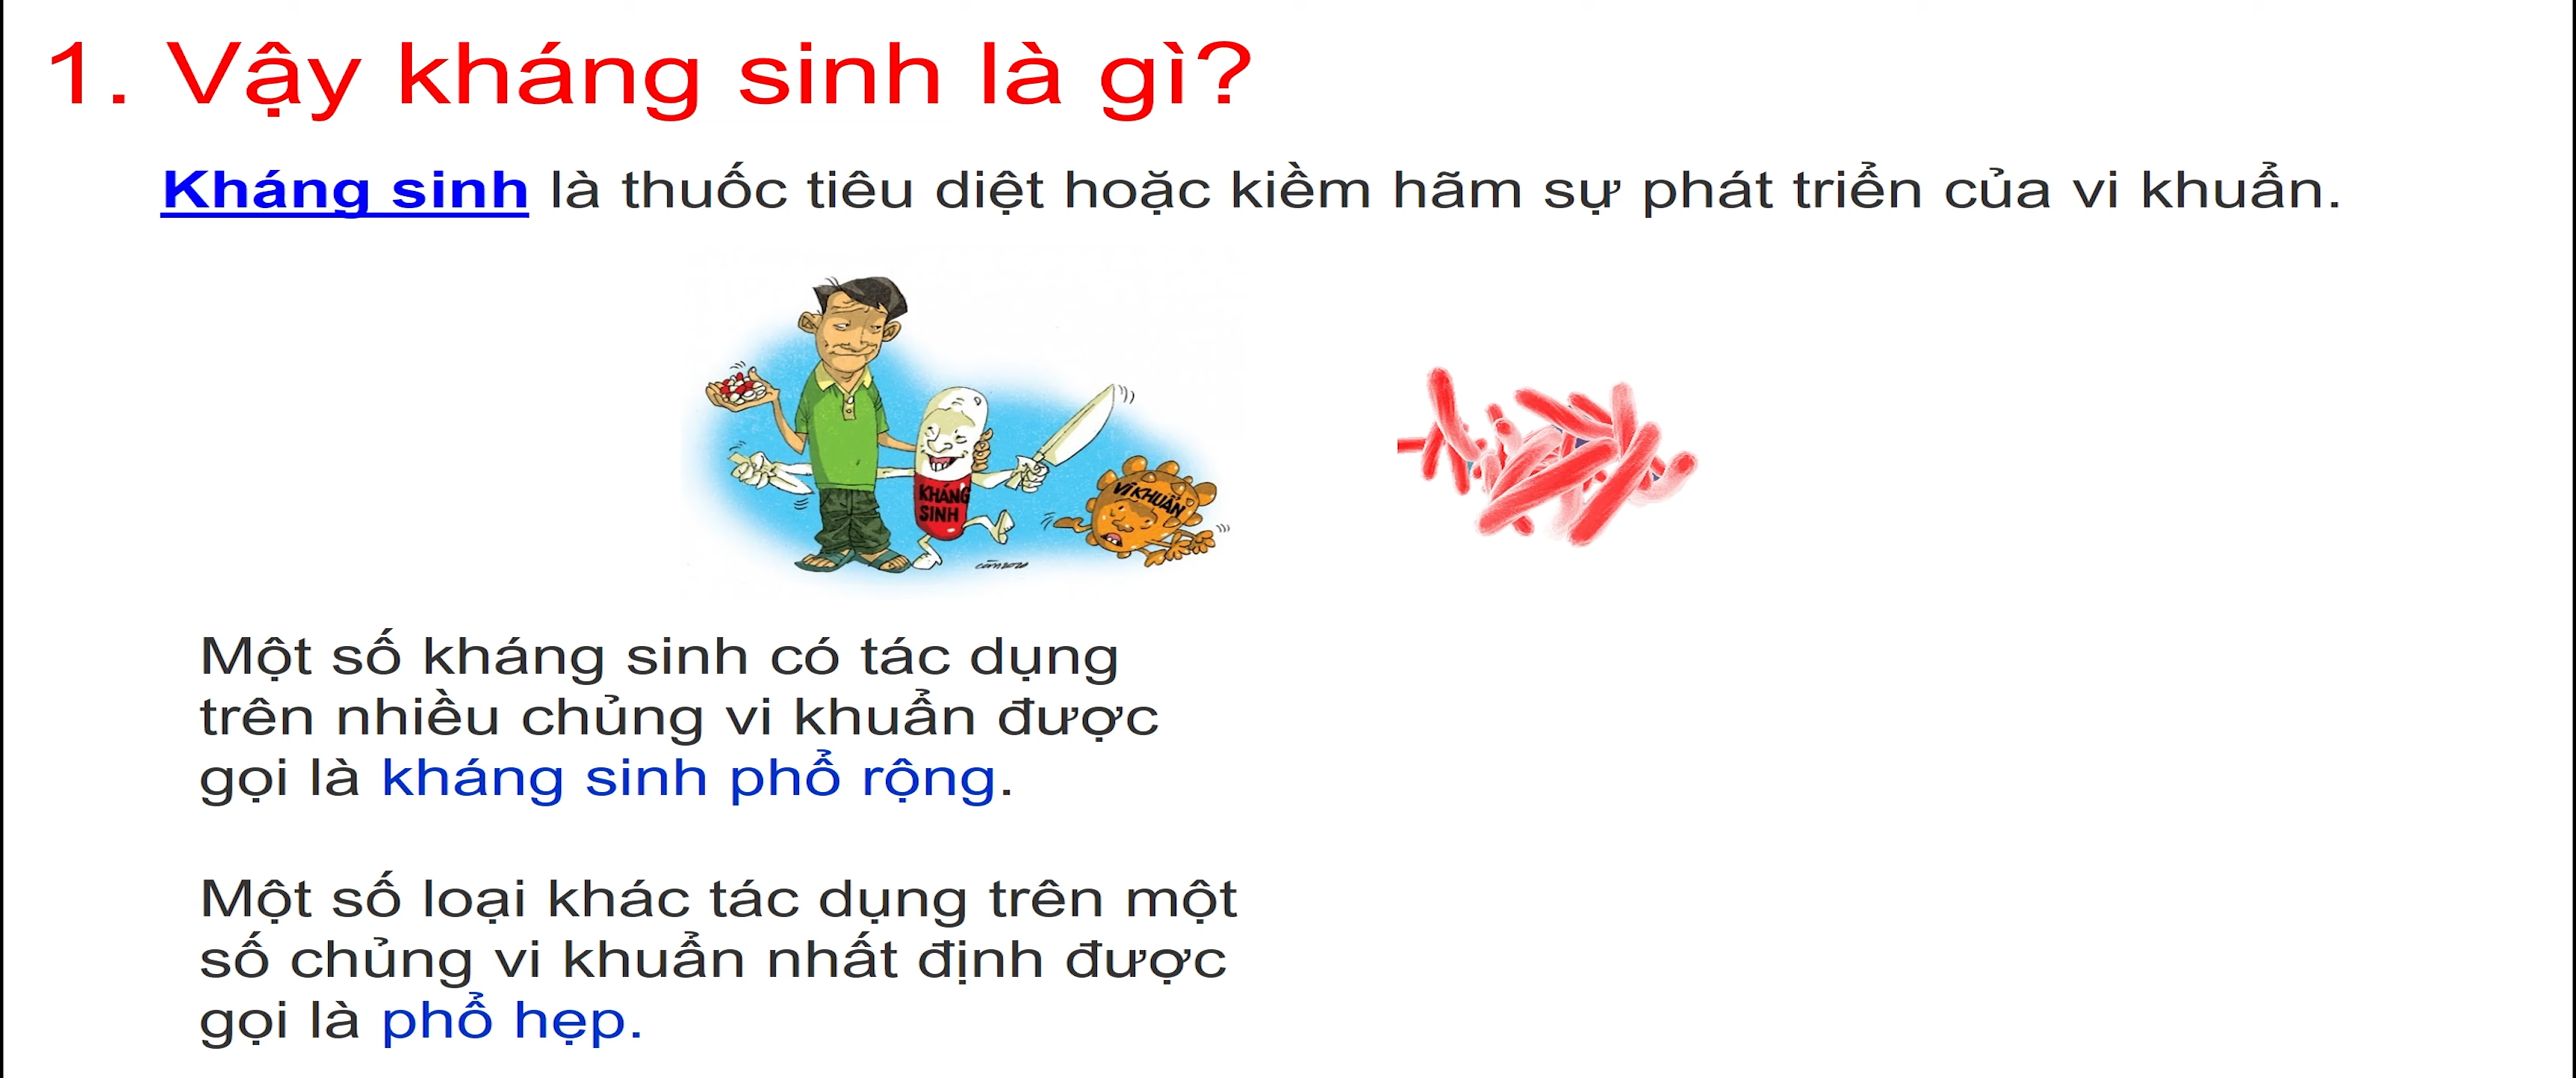 1. Vậy kháng sinh là gì?
Kháng sinh là thuốc tiêu diệt hoặc kiềm hãm sự phát triển của vi khuẩn.
KHÁNG
SINH
VI KHUẨN
Một số kháng sinh có tác dụng
trên nhiều chủng vi khuẩn được
gọi là kháng sinh phổ rộng.
Một số loại khác tác dụng trên một
số chủng vi khuẩn nhất định được
gọi là phổ hẹp.